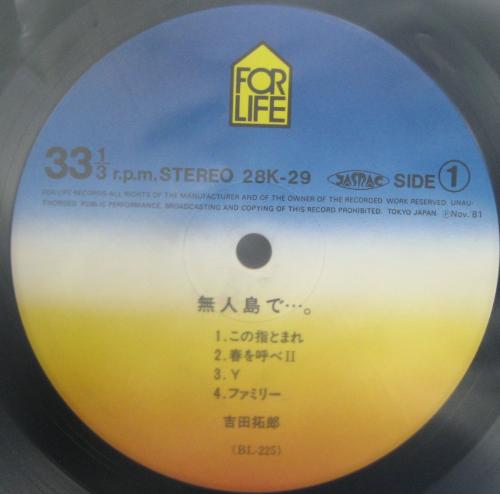 FOR
LIFE
33 1/3 r.p.m. STEREO 28K-29 JASRAC SIDE 1
FOR LIFE RECORDS·ALL RIGHTS OF THE MANUFACTURER AND OF THE OWNER OF THE RECORDED WORK RESERVED. UNAU-
THORIZED PUBLIC PERFORMANCE, BROADCASTING AND COPYING OF THIS RECORD PROHIBITED. TOKYO JAPAN. ℗Nov.'81
無人島で…。
1.この指とまれ
2.春を呼べII
3.Y
4.ファミリー
吉田拓郎
(BL-225)